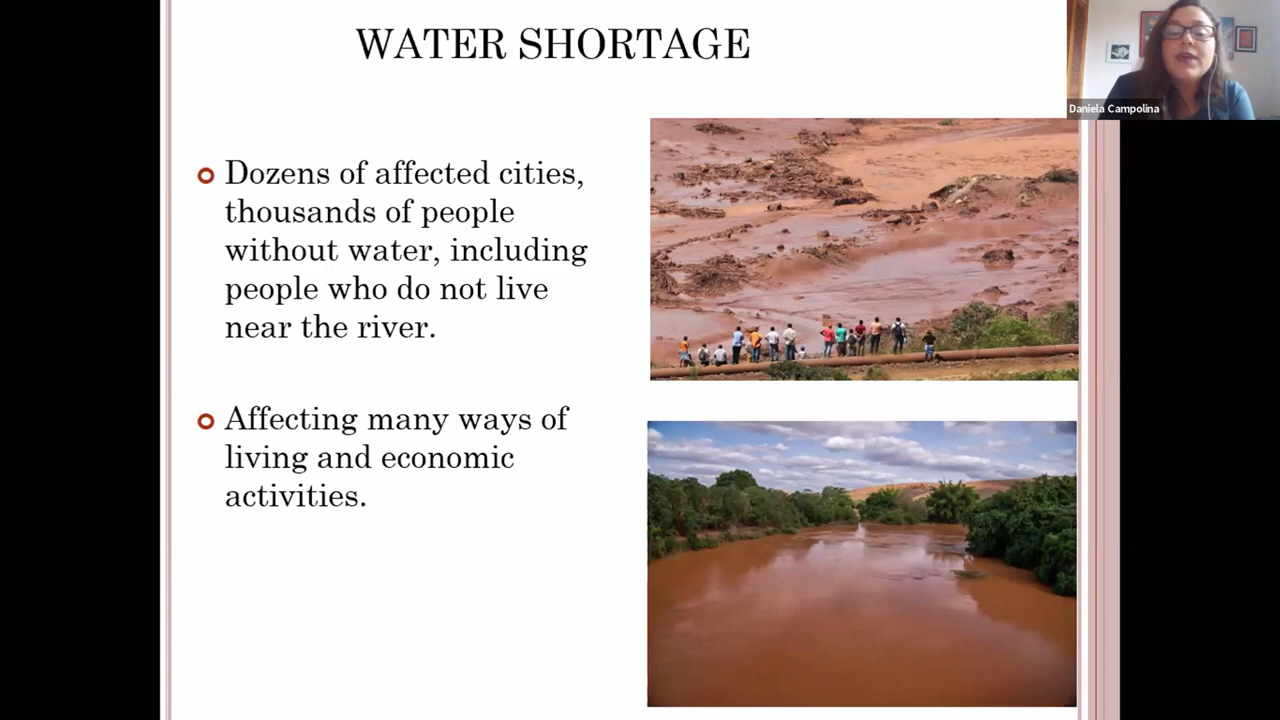 WATER SHORTAGE
Daniela Campolina
Dozens of affected cities,
thousands of people
without water, including
people who do not live
near the river.
Affecting many ways of
living and economic
activities.